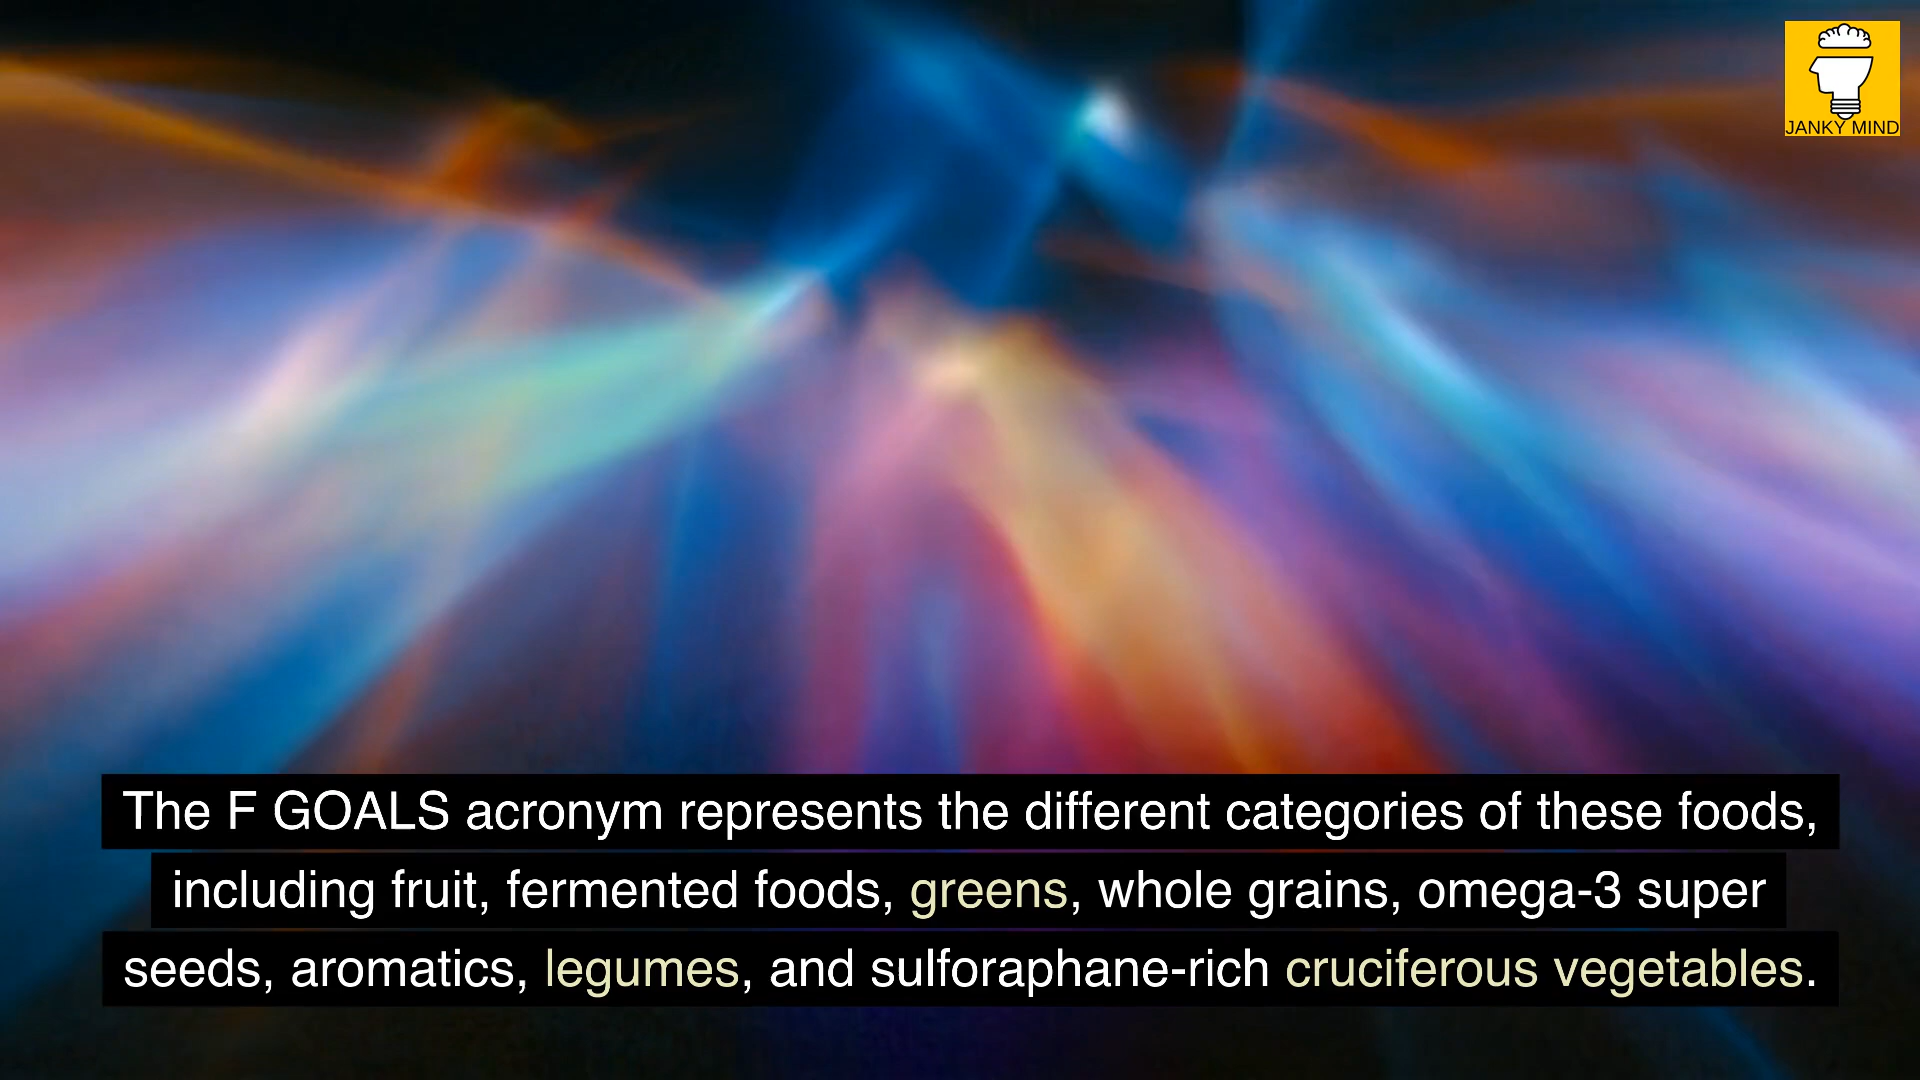 JANKY MIND
The F GOALS acronym represents the different categories of these foods,
including fruit, fermented foods, greens, whole grains, omega-3 super
seeds, aromatics, legumes, and sulforaphane-rich cruciferous vegetables.